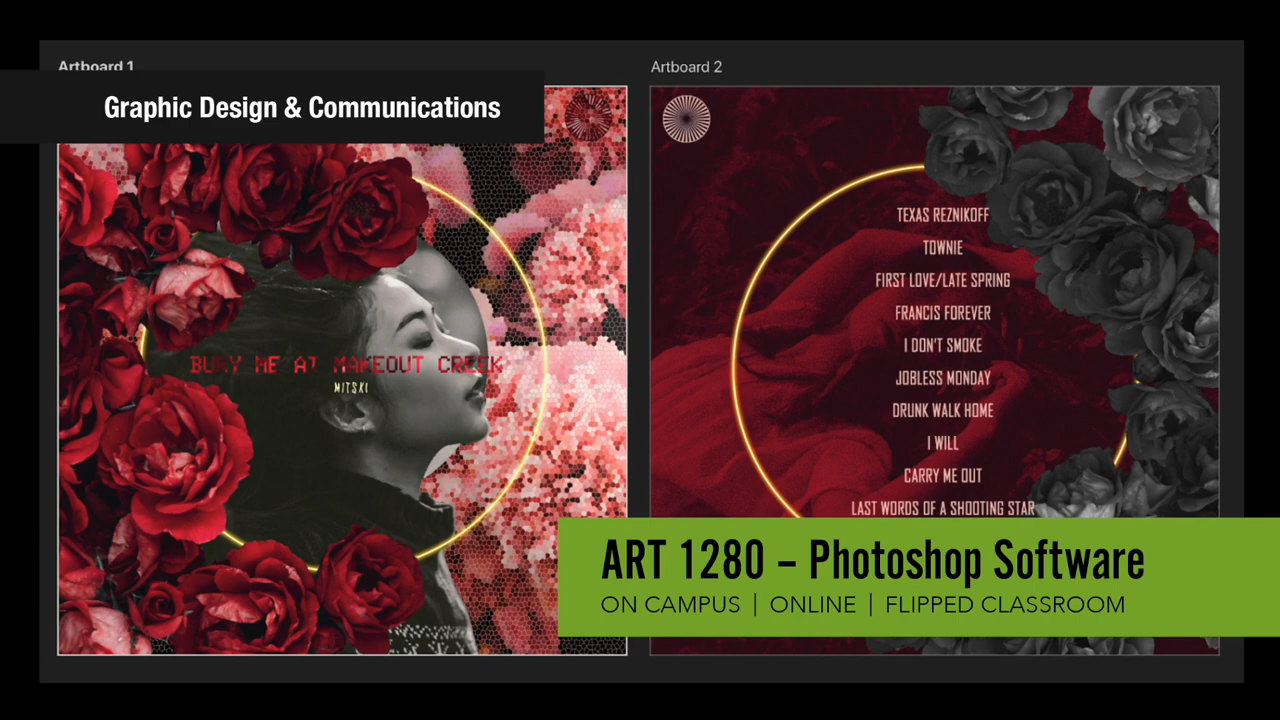 Artboard 1
Graphic Design & Communications
BURY ME AT MAKEOUT CREEK
MITSKI
Artboard 2
TEXAS REZNIKOFF
TOWNIE
FIRST LOVE/LATE SPRING
FRANCIS FOREVER
I DON'T SMOKE
JOBLESS MONDAY
DRUNK WALK HOME
I WILL
CARRY ME OUT
LAST WORDS OF A SHOOTING STAR
ART 1280 – Photoshop Software
ON CAMPUS | ONLINE | FLIPPED CLASSROOM